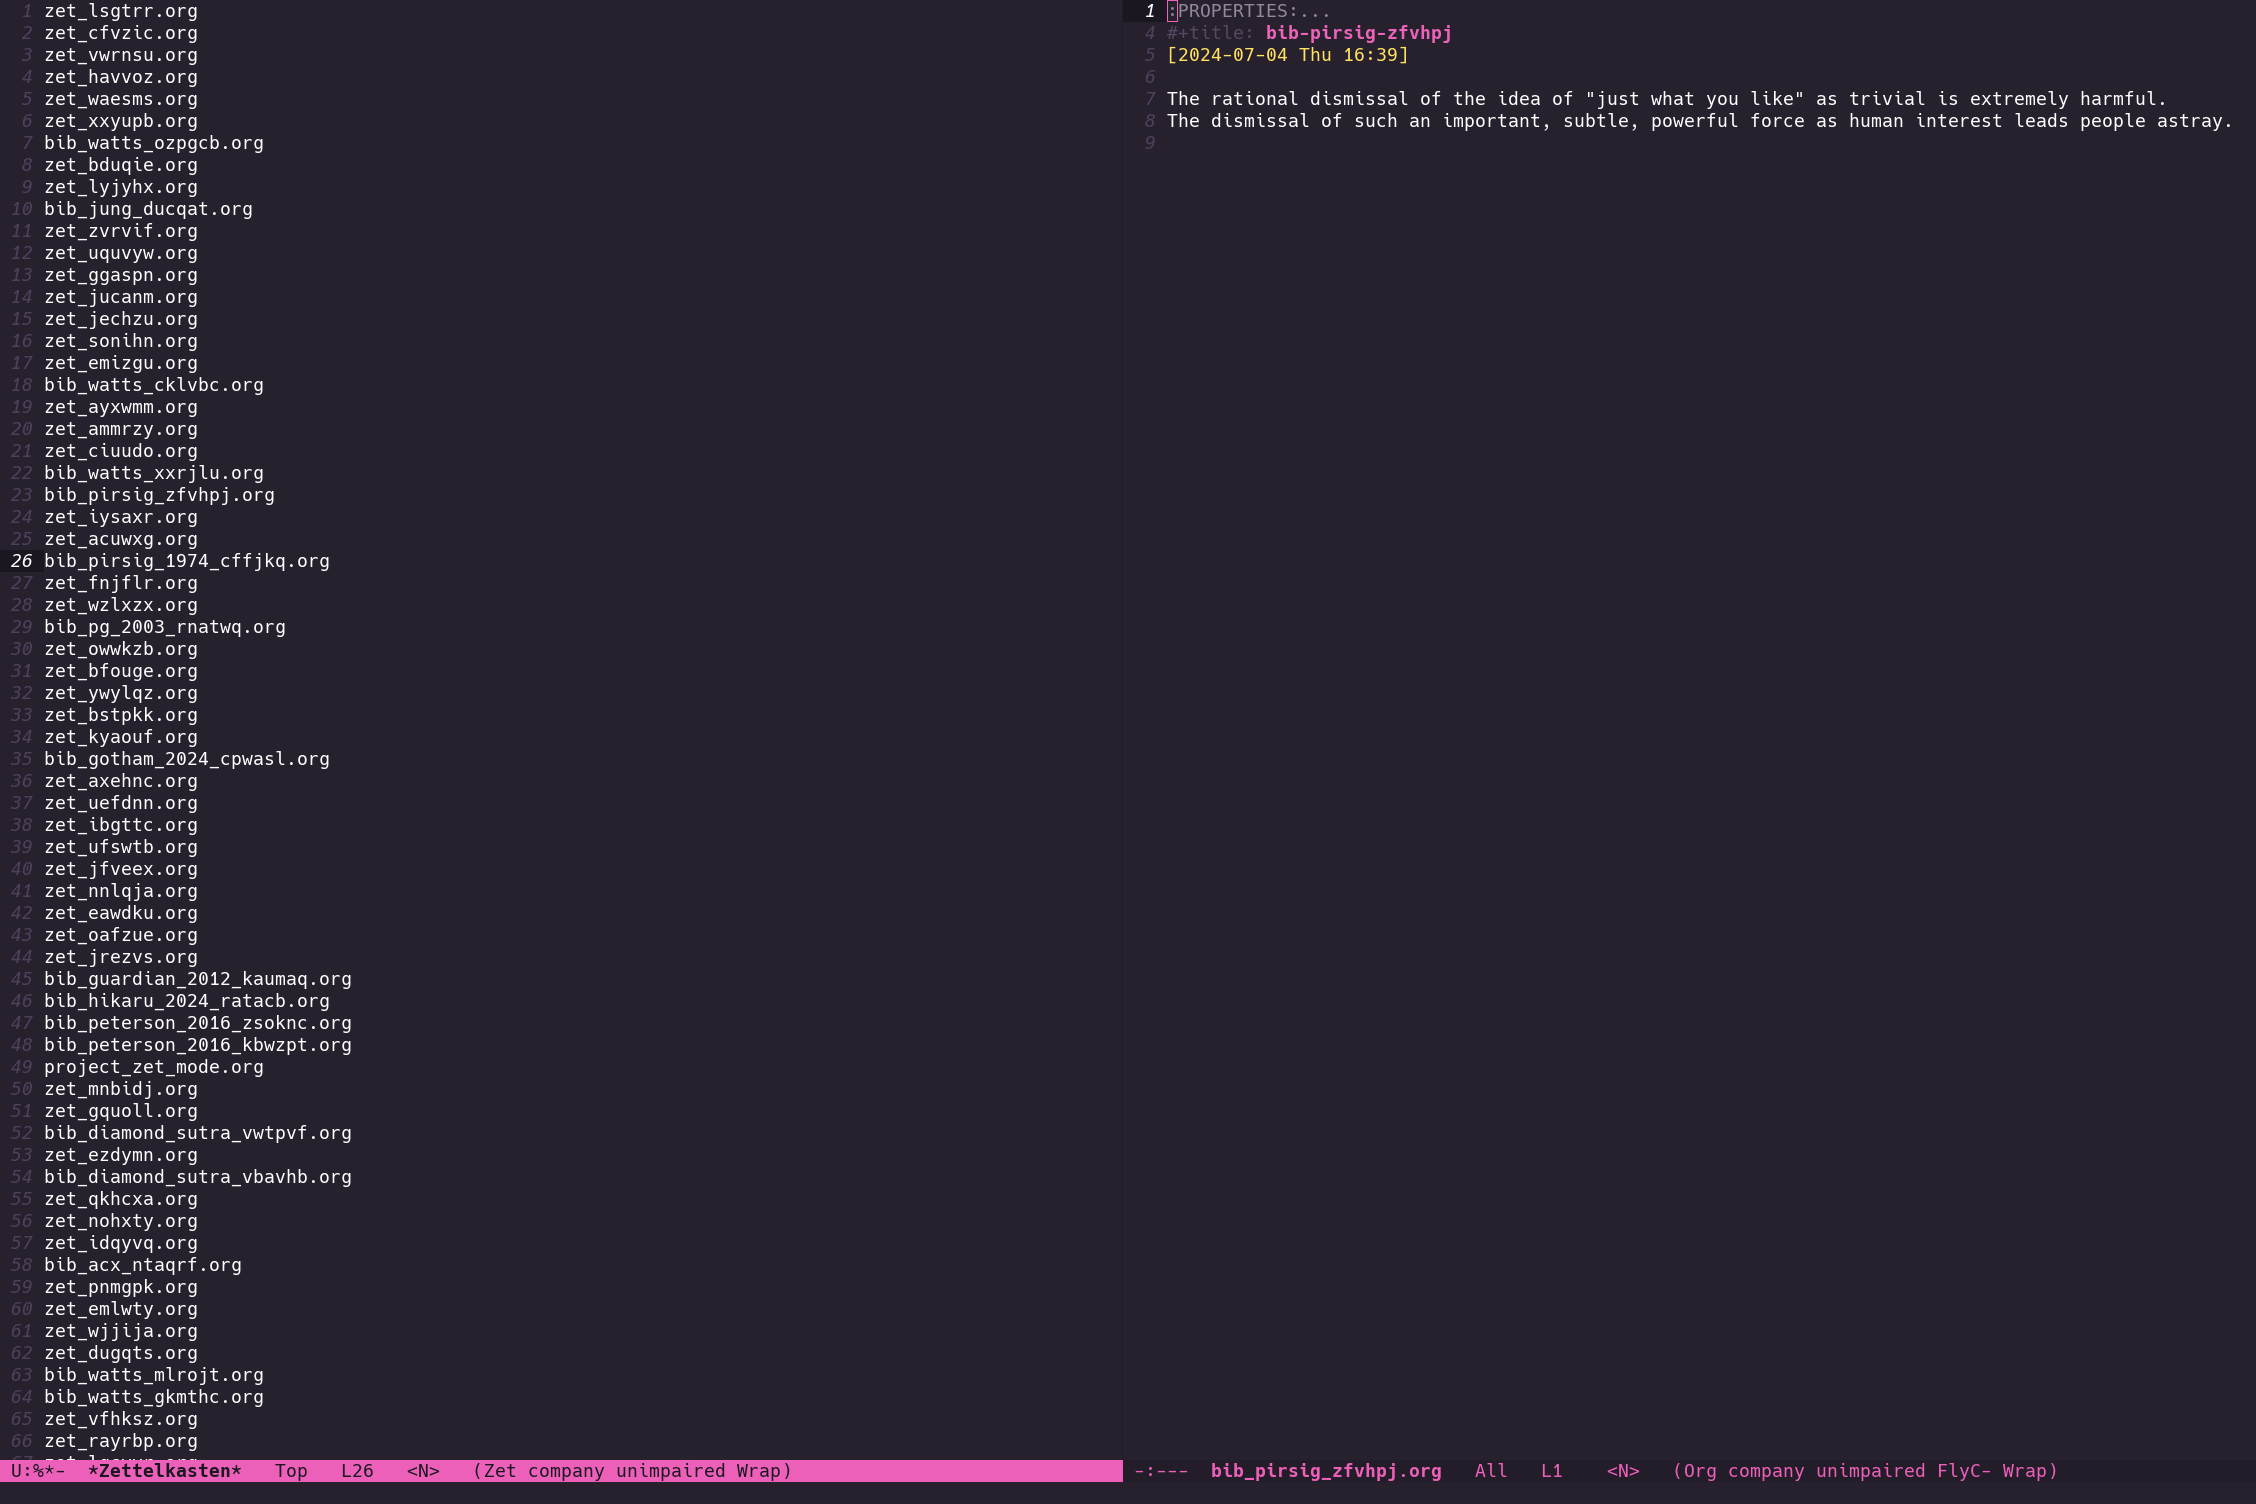 1 zet_lsgtrr.org
2 zet_cfvzic.org
3 zet_vwrnsu.org
4 zet_havvoz.org
5 zet_waesms.org
6 zet_xxyupb.org
7 bib_watts_ozpgcb.org
8 zet_bduqie.org
9 zet_lyjyhx.org
10 bib_jung_ducqat.org
11 zet_zvrvif.org
12 zet_uquvyw.org
13 zet_ggaspn.org
14 zet_jucanm.org
15 zet_jechzu.org
16 zet_sonihn.org
17 zet_emizgu.org
18 bib_watts_cklvbc.org
19 zet_ayxwmm.org
20 zet_ammrzy.org
21 zet_ciuudo.org
22 bib_watts_xxrjlu.org
23 bib_pirsig_zfvhpj.org
24 zet_iysaxr.org
25 zet_acuwxg.org
26 bib_pirsig_1974_cffjkq.org
27 zet_fnjflr.org
28 zet_wzlxzx.org
29 bib_pg_2003_rnatwq.org
30 zet_owwkzb.org
31 zet_bfouge.org
32 zet_ywylqz.org
33 zet_bstpkk.org
34 zet_kyaouf.org
35 bib_gotham_2024_cpwasl.org
36 zet_axehnc.org
37 zet_uefdnn.org
38 zet_ibgttc.org
39 zet_ufswtb.org
40 zet_jfveex.org
41 zet_nnlqja.org
42 zet_eawdku.org
43 zet_oafzue.org
44 zet_jrezvs.org
45 bib_guardian_2012_kaumaq.org
46 bib_hikaru_2024_ratacb.org
47 bib_peterson_2016_zsoknc.org
48 bib_peterson_2016_kbwzpt.org
49 project_zet_mode.org
50 zet_mnbidj.org
51 zet_gquoll.org
52 bib_diamond_sutra_vwtpvf.org
53 zet_ezdymn.org
54 bib_diamond_sutra_vbavhb.org
55 zet_qkhcxa.org
56 zet_nohxty.org
57 zet_idqyvq.org
58 bib_acx_ntaqrf.org
59 zet_pnmgpk.org
60 zet_emlwty.org
61 zet_wjjija.org
62 zet_dugqts.org
63 bib_watts_mlrojt.org
64 bib_watts_gkmthc.org
65 zet_vfhksz.org
66 zet_rayrbp.org
U:%*-  *Zettelkasten*   Top   L26   <N>   (Zet company unimpaired Wrap)
1 :PROPERTIES:...
4 #+title: bib-pirsig-zfvhpj
5 [2024-07-04 Thu 16:39]
6
7 The rational dismissal of the idea of "just what you like" as trivial is extremely harmful.
8 The dismissal of such an important, subtle, powerful force as human interest leads people astray.
9
-:---  bib_pirsig_zfvhpj.org   All   L1    <N>   (Org company unimpaired FlyC- Wrap)